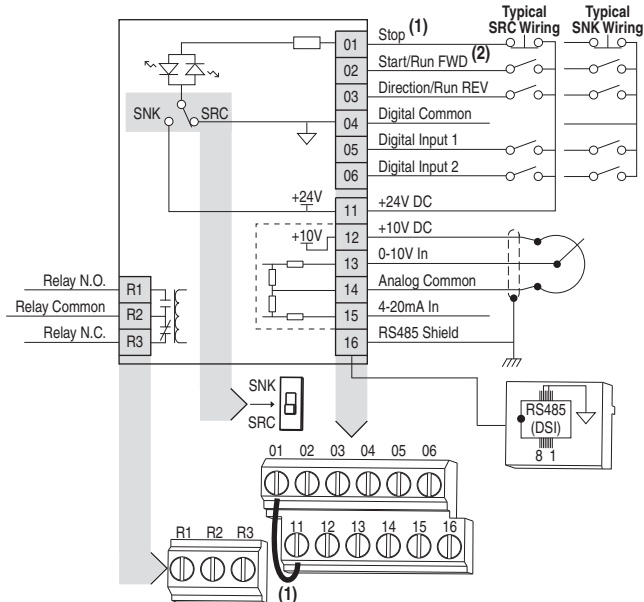 Typical
SRC Wiring
Typical
SNK Wiring
01 Stop (1)
02 Start/Run FWD (2)
03 Direction/Run REV
04 Digital Common
05 Digital Input 1
06 Digital Input 2
SNK SRC
+24V
11 +24V DC
+10V
12 +10V DC
13 0-10V In
14 Analog Common
15 4-20mA In
16 RS485 Shield
Relay N.O. R1
Relay Common R2
Relay N.C. R3
SNK
SRC
RS485
(DSI)
8 1
01 02 03 04 05 06
11 12 13 14 15 16
R1 R2 R3
(1)